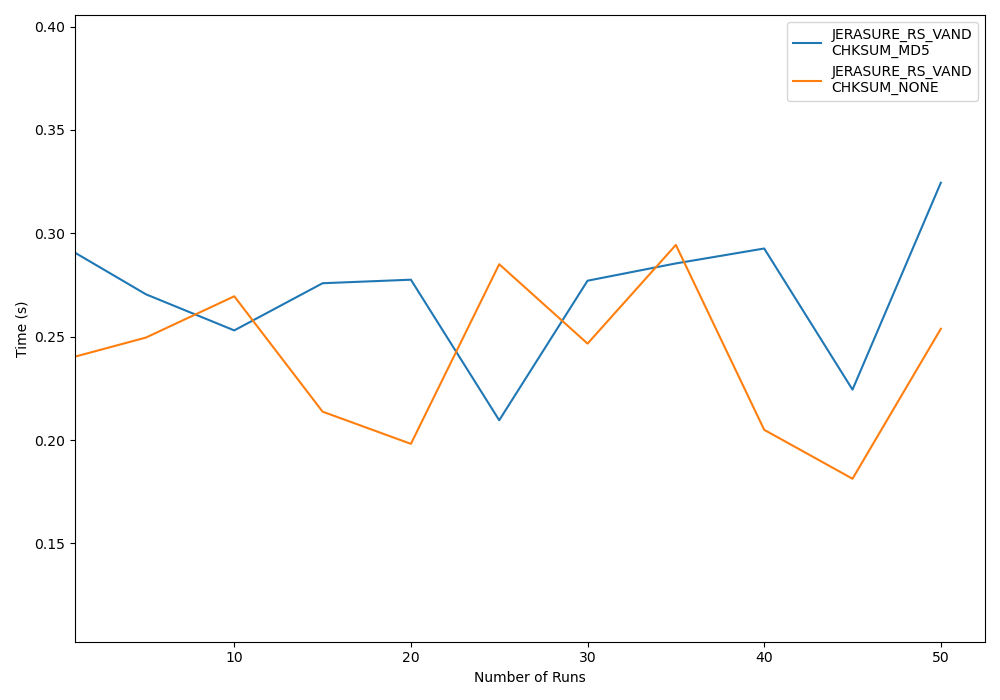 0.40
0.35
0.30
0.25
0.20
0.15
Time (s)
10
20
30
40
50
Number of Runs
JERASURE_RS_VAND
CHKSUM_MD5
JERASURE_RS_VAND
CHKSUM_NONE